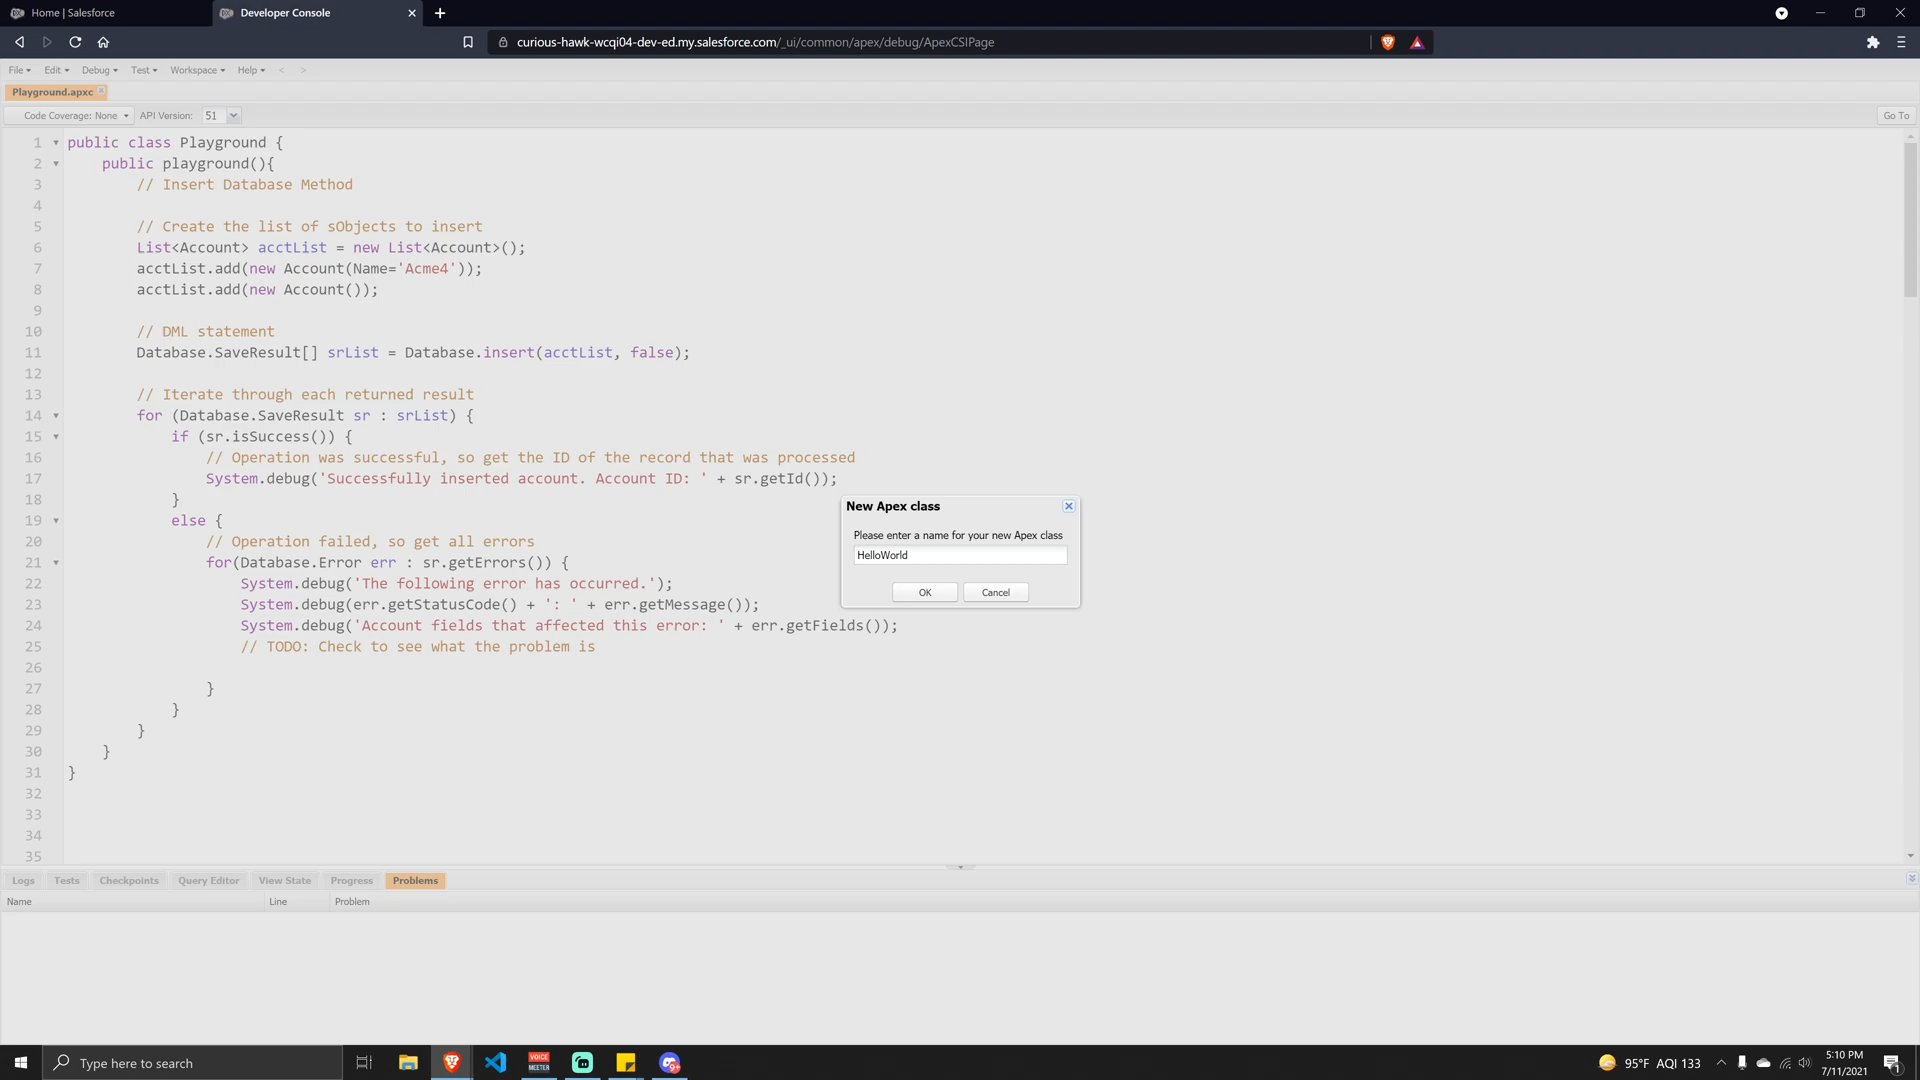 Home | Salesforce
Developer Console
curious-hawk-wcqi04-dev-ed.my.salesforce.com/_ui/common/apex/debug/ApexCSIPage
File Edit Debug Test Workspace Help < >
Playground.apxc
Code Coverage: None API Version: 51 Go To
1 public class Playground {
2 public playground(){
3 // Insert Database Method
4
5 // Create the list of sObjects to insert
6 List<Account> acctList = new List<Account>();
7 acctList.add(new Account(Name='Acme4'));
8 acctList.add(new Account());
9
10 // DML statement
11 Database.SaveResult[] srList = Database.insert(acctList, false);
12
13 // Iterate through each returned result
14 for (Database.SaveResult sr : srList) {
15 if (sr.isSuccess()) {
16 // Operation was successful, so get the ID of the record that was processed
17 System.debug('Successfully inserted account. Account ID: ' + sr.getId());
18 }
19 else {
20 // Operation failed, so get all errors
21 for(Database.Error err : sr.getErrors()) {
22 System.debug('The following error has occurred.');
23 System.debug(err.getStatusCode() + ': ' + err.getMessage());
24 System.debug('Account fields that affected this error: ' + err.getFields());
25 // TODO: Check to see what the problem is
26
27 }
28 }
29 }
30 }
31 }
32
33
34
35
New Apex class
Please enter a name for your new Apex class
HelloWorld
OK Cancel
Logs Tests Checkpoints Query Editor View State Progress Problems
Name Line Problem
Type here to search
VOICE
MEETER
9+
95°F AQI 133
5:10 PM
7/11/2021
1